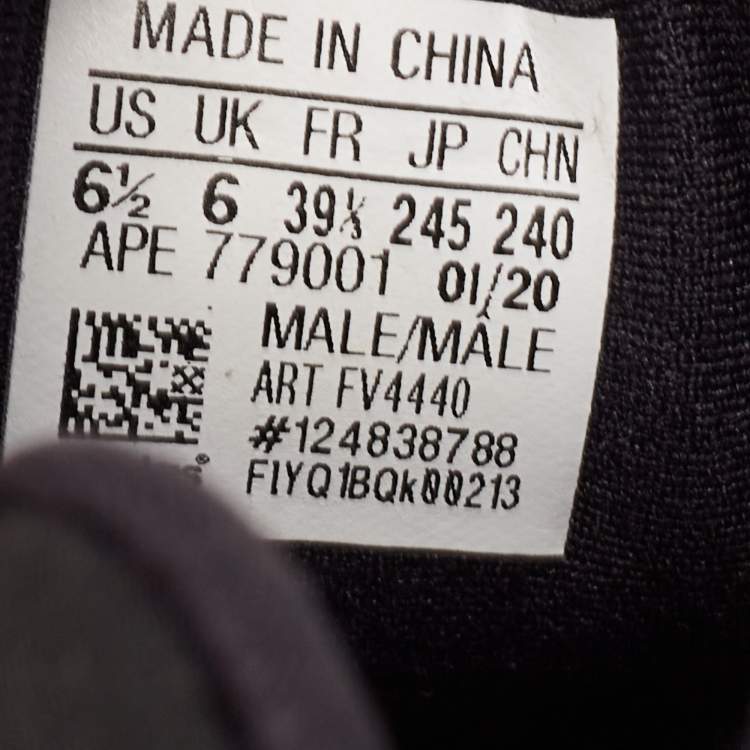 MADE IN CHINA
US UK FR JP CHN
6½ 6 39⅓ 245 240
APE 779001 01/20
MALE/MÂLE
ART FV4440
#124838788
FIYQ1BQk00213